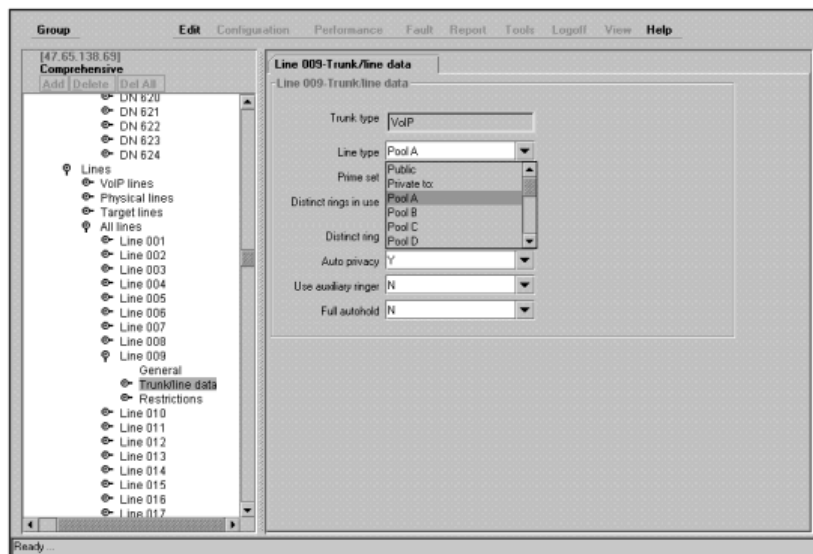 Group Edit Configuration Performance Fault Report Tools Logoff View Help
[47.65.138.69]
Comprehensive
Add Delete Del All
DN 620
DN 621
DN 622
DN 623
DN 624
Lines
VoIP lines
Physical lines
Target lines
All lines
Line 001
Line 002
Line 003
Line 004
Line 005
Line 006
Line 007
Line 008
Line 009
General
Trunk/line data
Restrictions
Line 010
Line 011
Line 012
Line 013
Line 014
Line 015
Line 016
Line 017
Line 009-Trunk/line data
Line 009-Trunk/line data
Trunk type VoIP
Line type Pool A
Prime set
Public
Private to:
Pool A
Pool B
Pool C
Pool D
Distinct rings in use
Distinct ring
Auto privacy Y
Use auxiliary ringer N
Full autohold N
Ready ...